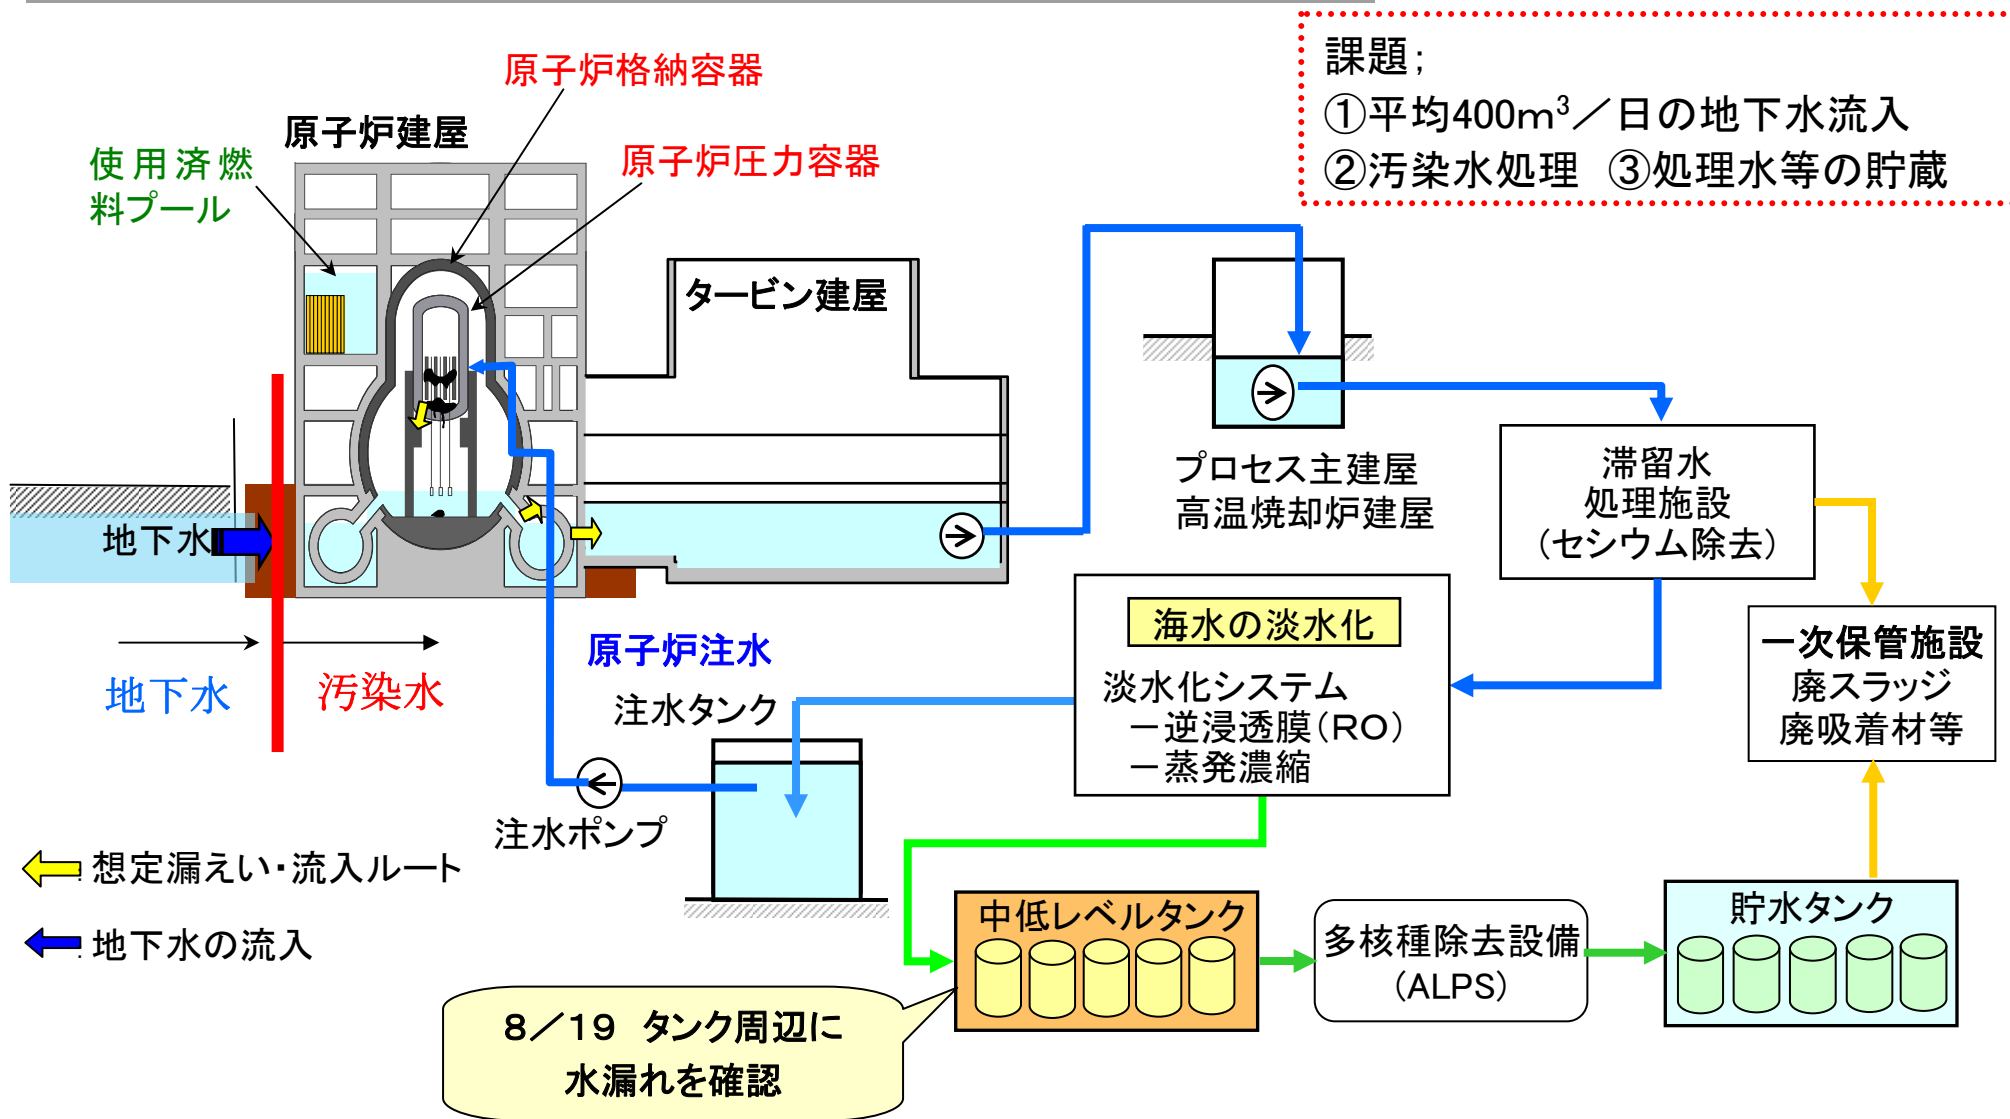 課題；
①平均400m³／日の地下水流入
②汚染水処理　③処理水等の貯蔵
原子炉格納容器
原子炉建屋
原子炉圧力容器
使用済燃
料プール
タービン建屋
プロセス主建屋
高温焼却炉建屋
滞留水
処理施設
（セシウム除去）
地下水
海水の淡水化
淡水化システム
－逆浸透膜（ＲＯ）
－蒸発濃縮
一次保管施設
廃スラッジ
廃吸着材等
原子炉注水
注水タンク
地下水
汚染水
注水ポンプ
想定漏えい・流入ルート
地下水の流入
中低レベルタンク
多核種除去設備
（ALPS）
貯水タンク
８／１９　タンク周辺に
水漏れを確認